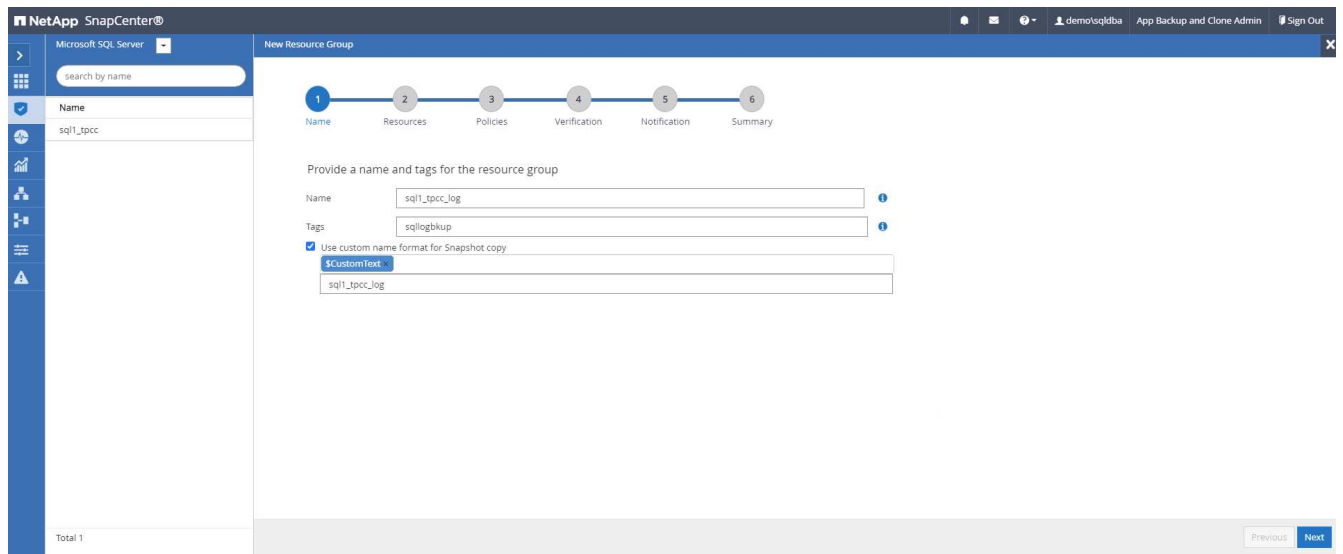 NetApp SnapCenter®
demo\sqldba App Backup and Clone Admin Sign Out
Microsoft SQL Server
New Resource Group
search by name
Name
sql1_tpcc
1 2 3 4 5 6
Name Resources Policies Verification Notification Summary
Provide a name and tags for the resource group
Name sql1_tpcc_log
Tags sqllogbkup
Use custom name format for Snapshot copy
$CustomText ×
sql1_tpcc_log
Total 1
Previous Next